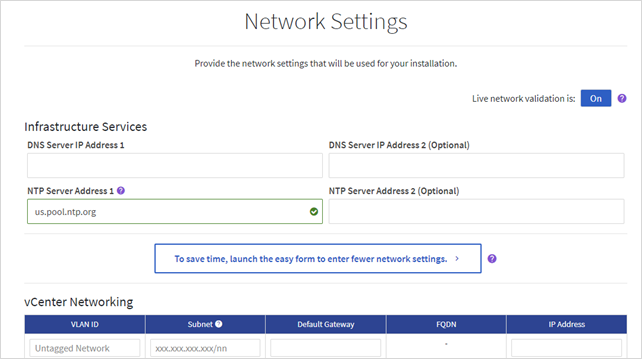 Network Settings
Provide the network settings that will be used for your installation.
Live network validation is: On ?
Infrastructure Services
DNS Server IP Address 1 DNS Server IP Address 2 (Optional)
NTP Server Address 1 ? NTP Server Address 2 (Optional)
us.pool.ntp.org
To save time, launch the easy form to enter fewer network settings. > ?
vCenter Networking
VLAN ID Subnet ? Default Gateway FQDN IP Address
Untagged Network xxx.xxx.xxx.xxx/nn